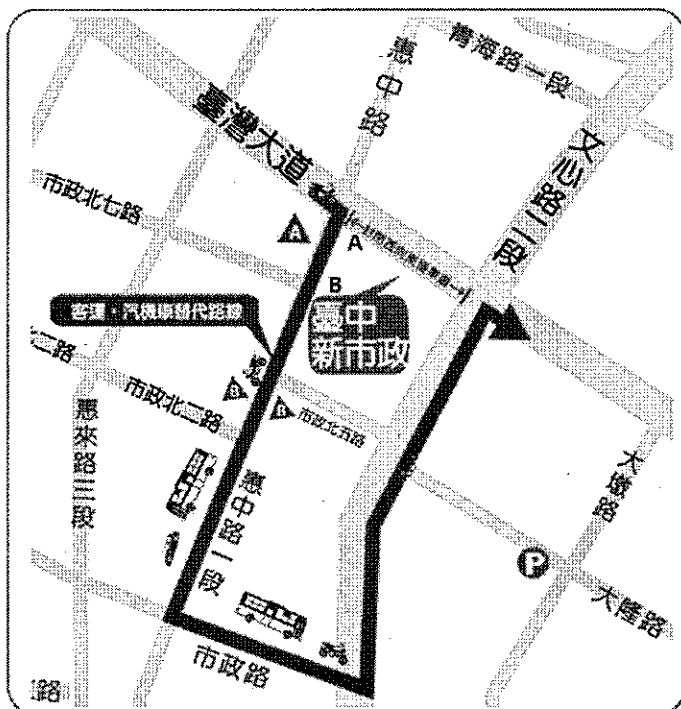 青海路一段
惠中路
臺灣大道
文心路二段
市政北七路
A
A
B
客運・汽機車替代路線
臺中
新市政
二路
市政北二路
市政北五路
惠來路三段
惠中路一段
大墩路
P
大隆路
市政路
路